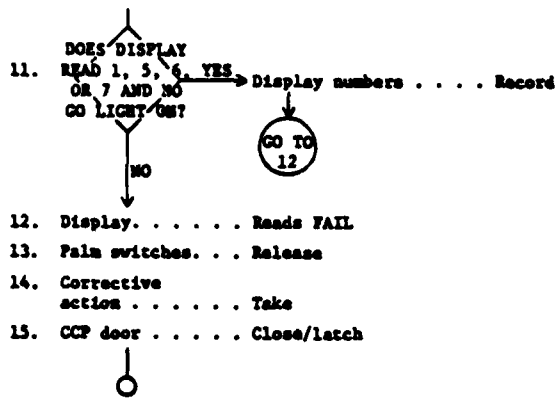 DOES DISPLAY
11. READ 1, 5, 6, YES Display numbers . . . . Record
OR 7 AND NO
GO LIGHT ON?
GO TO
12
NO
12. Display. . . . . . Reads FAIL
13. Palm switches. . . Release
14. Corrective
action . . . . . . Take
15. CCP door . . . . . Close/latch